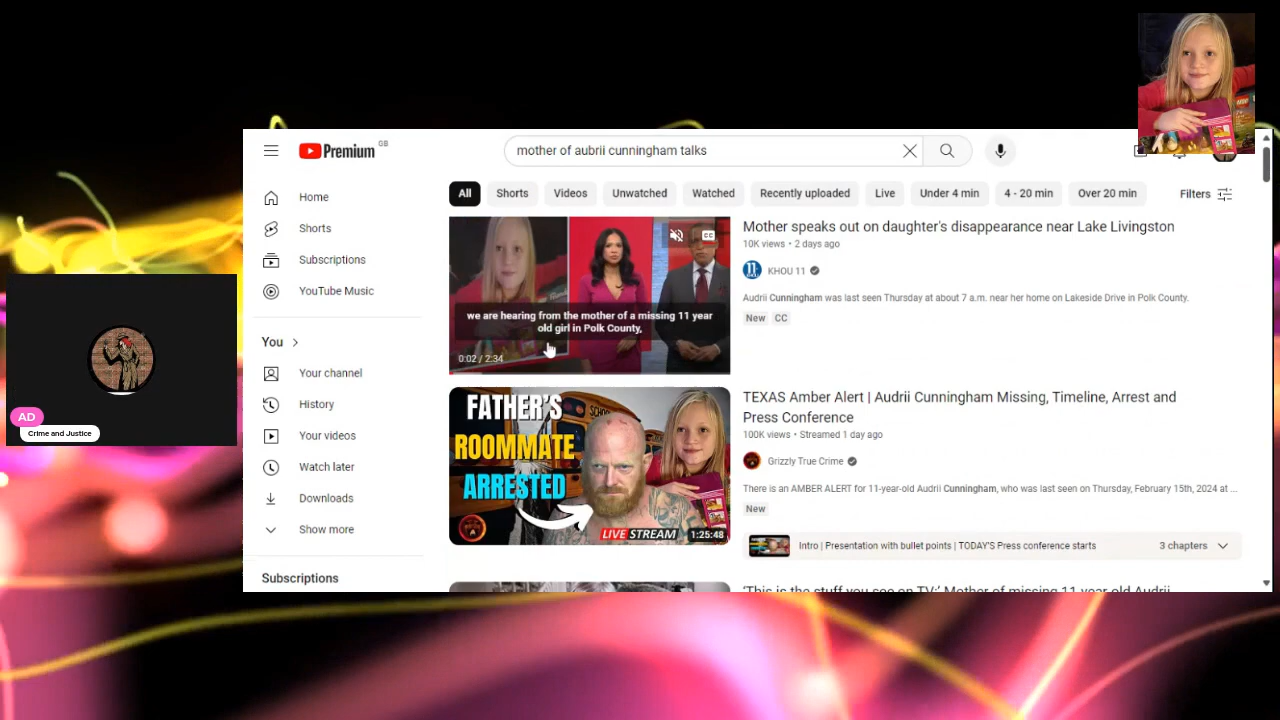 Premium GB
mother of aubrii cunningham talks
Home
Shorts
Subscriptions
YouTube Music
You
Your channel
History
Your videos
Watch later
Downloads
Show more
Subscriptions
All
Shorts
Videos
Unwatched
Watched
Recently uploaded
Live
Under 4 min
4 - 20 min
Over 20 min
Filters
CC
we are hearing from the mother of a missing 11 year
old girl in Polk County,
0:02 / 2:34
Mother speaks out on daughter's disappearance near Lake Livingston
10K views • 2 days ago
11
KHOU 11
Audrii Cunningham was last seen Thursday at about 7 a.m. near her home on Lakeside Drive in Polk County.
New CC
FATHER'S
ROOMMATE
ARRESTED
SCHOOL
LIVE STREAM
1:25:48
TEXAS Amber Alert | Audrii Cunningham Missing, Timeline, Arrest and
Press Conference
100K views • Streamed 1 day ago
Grizzly True Crime
There is an AMBER ALERT for 11-year-old Audrii Cunningham, who was last seen on Thursday, February 15th, 2024 at ...
New
Intro | Presentation with bullet points | TODAY'S Press conference starts
3 chapters
'This is the stuff you see on TV:' Mother of missing 11-year-old Audrii
AD
Crime and Justice